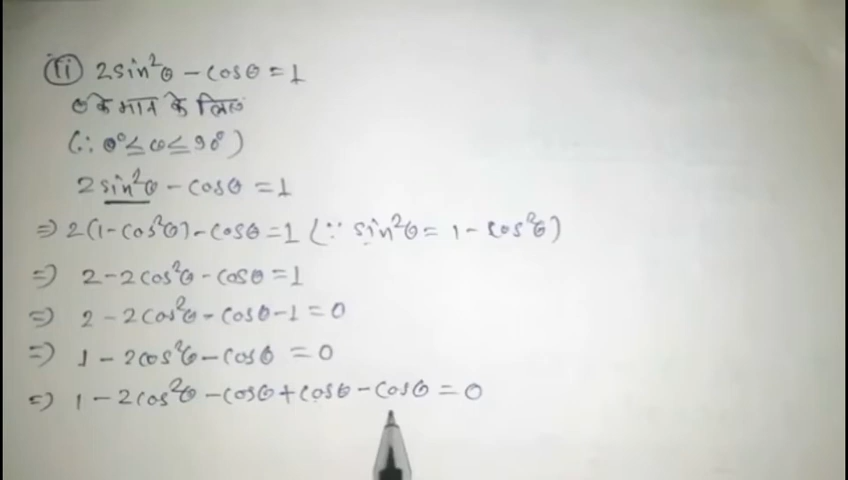 (ii) 2sin²θ - cosθ = 1
θ के मान के लिए
(∵ 0° ≤ θ ≤ 90°)
2sin²θ - cosθ = 1
⇒ 2(1-cos²θ) - cosθ = 1 (∵ sin²θ = 1 - cos²θ)
⇒ 2 - 2cos²θ - cosθ = 1
⇒ 2 - 2cos²θ - cosθ - 1 = 0
⇒ 1 - 2cos²θ - cosθ = 0
⇒ 1 - 2cos²θ - cosθ + cosθ - cosθ = 0